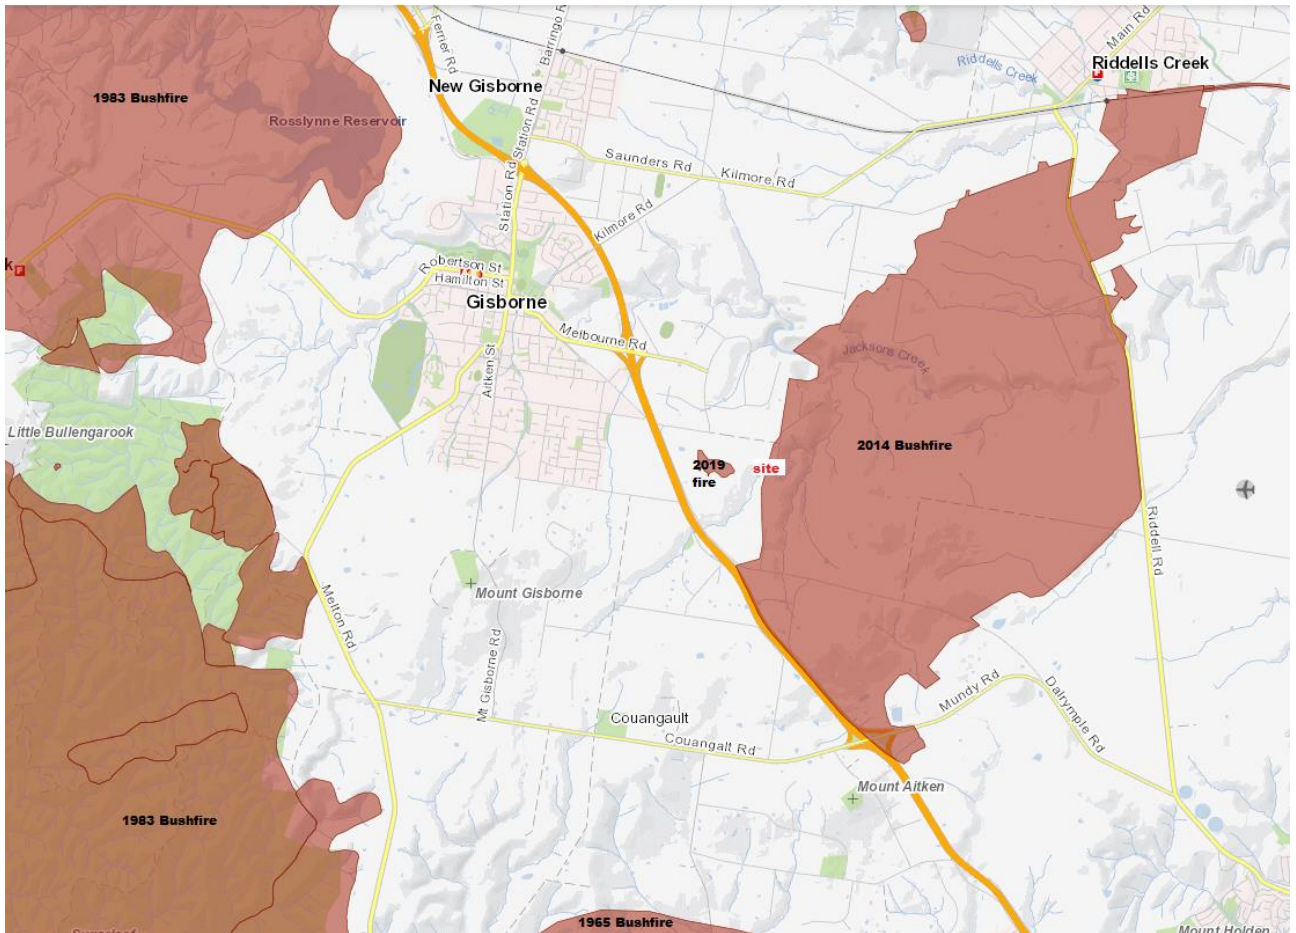 Ferrier Rd
Barringo R
Main Rd
Riddells Creek
Riddells Creek
New Gisborne
1983 Bushfire
Rosslynne Reservoir
Station Rd
Saunders Rd
Kilmore Rd
Station Rd
Kilmore Rd
k
Robertson St
Hamilton St
Gisborne
Melbourne Rd
Aitken St
Jacksons Creek
Little Bullengarook
2014 Bushfire
2019
fire
site
Riddell Rd
Mount Gisborne
Melton Rd
Mt Gisborne Rd
Mundy Rd
Dalrymple Rd
Couangault
Couangalt Rd
Mount Aitken
1983 Bushfire
1965 Bushfire
Mount Holden